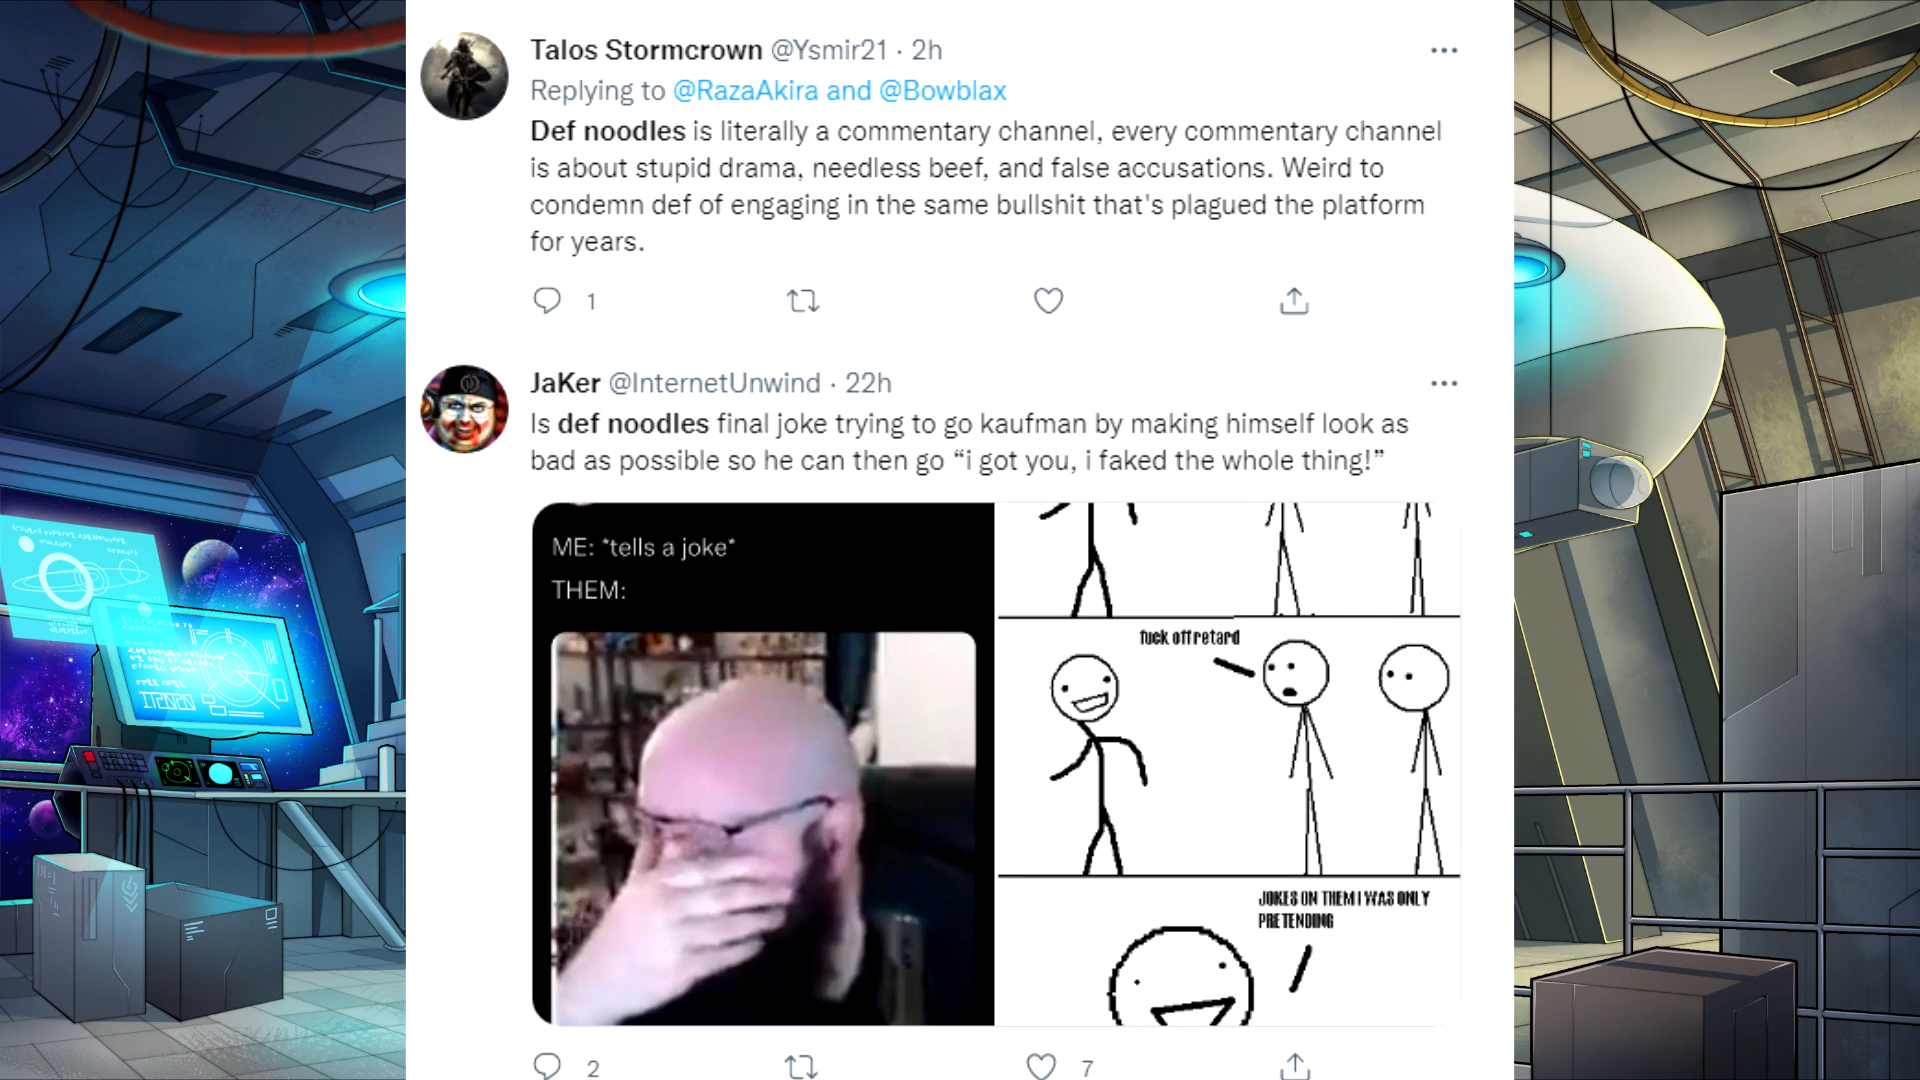 Talos Stormcrown @Ysmir21 · 2h
Replying to @RazaAkira and @Bowblax
Def noodles is literally a commentary channel, every commentary channel
is about stupid drama, needless beef, and false accusations. Weird to
condemn def of engaging in the same bullshit that's plagued the platform
for years.
1
JaKer @InternetUnwind · 22h
Is def noodles final joke trying to go kaufman by making himself look as
bad as possible so he can then go “i got you, i faked the whole thing!”
ME: *tells a joke*
THEM:
fuck off retard
JOKES ON THEM I WAS ONLY
PRETENDING
2
7